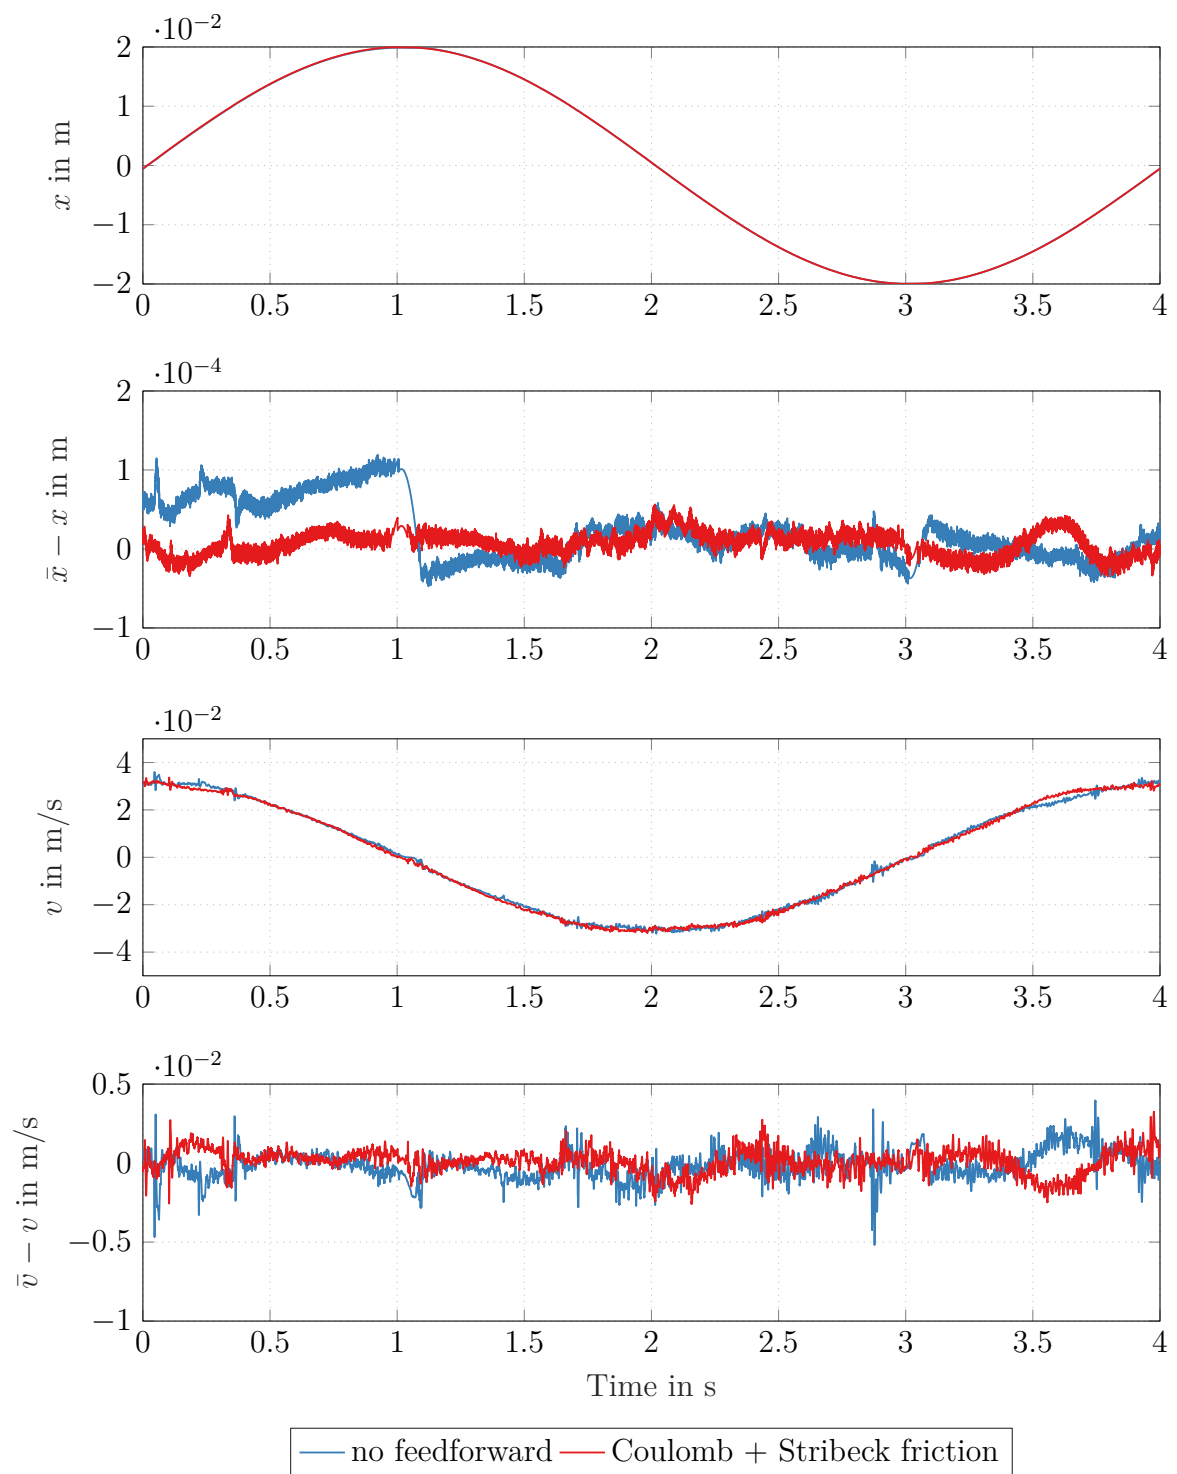 ·10⁻²
2
1
0
−1
−2
x in m
0 0.5 1 1.5 2 2.5 3 3.5 4
·10⁻⁴
2
1
0
−1
x̄ − x in m
0 0.5 1 1.5 2 2.5 3 3.5 4
·10⁻²
4
2
0
−2
−4
v in m/s
0 0.5 1 1.5 2 2.5 3 3.5 4
·10⁻²
0.5
0
−0.5
−1
v̄ − v in m/s
0 0.5 1 1.5 2 2.5 3 3.5 4
Time in s
no feedforward Coulomb + Stribeck friction